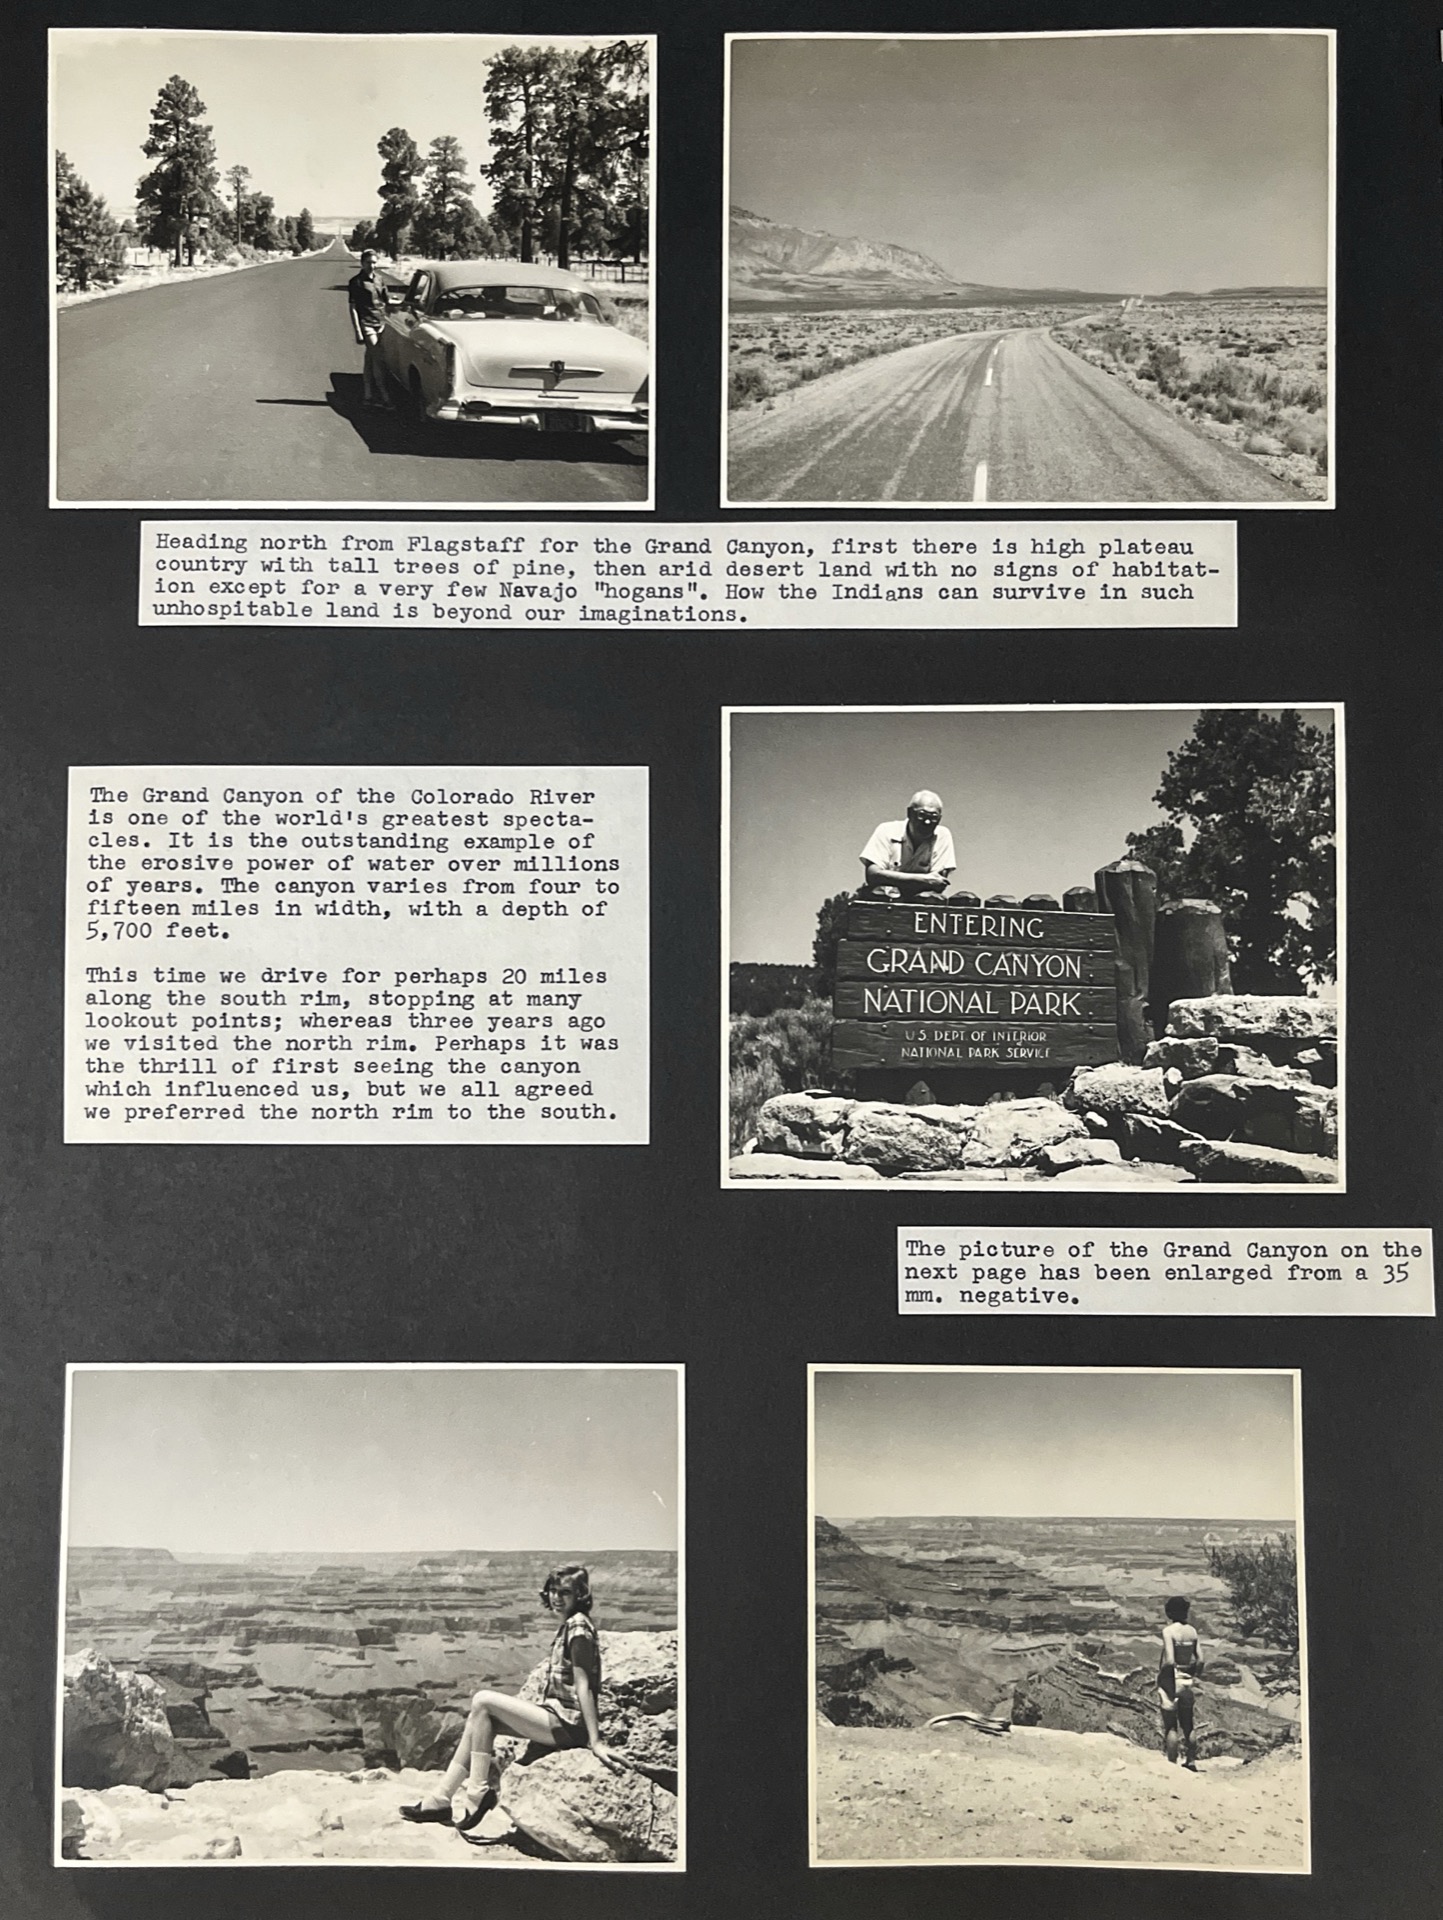 Heading north from Flagstaff for the Grand Canyon, first there is high plateau
country with tall trees of pine, then arid desert land with no signs of habitat-
ion except for a very few Navajo "hogans". How the Indians can survive in such
unhospitable land is beyond our imaginations.
The Grand Canyon of the Colorado River
is one of the world's greatest specta-
cles. It is the outstanding example of
the erosive power of water over millions
of years. The canyon varies from four to
fifteen miles in width, with a depth of
5,700 feet.
This time we drive for perhaps 20 miles
along the south rim, stopping at many
lookout points; whereas three years ago
we visited the north rim. Perhaps it was
the thrill of first seeing the canyon
which influenced us, but we all agreed
we preferred the north rim to the south.
ENTERING
GRAND CANYON
NATIONAL PARK
U.S. DEPT. OF INTERIOR
NATIONAL PARK SERVICE
The picture of the Grand Canyon on the
next page has been enlarged from a 35
mm. negative.